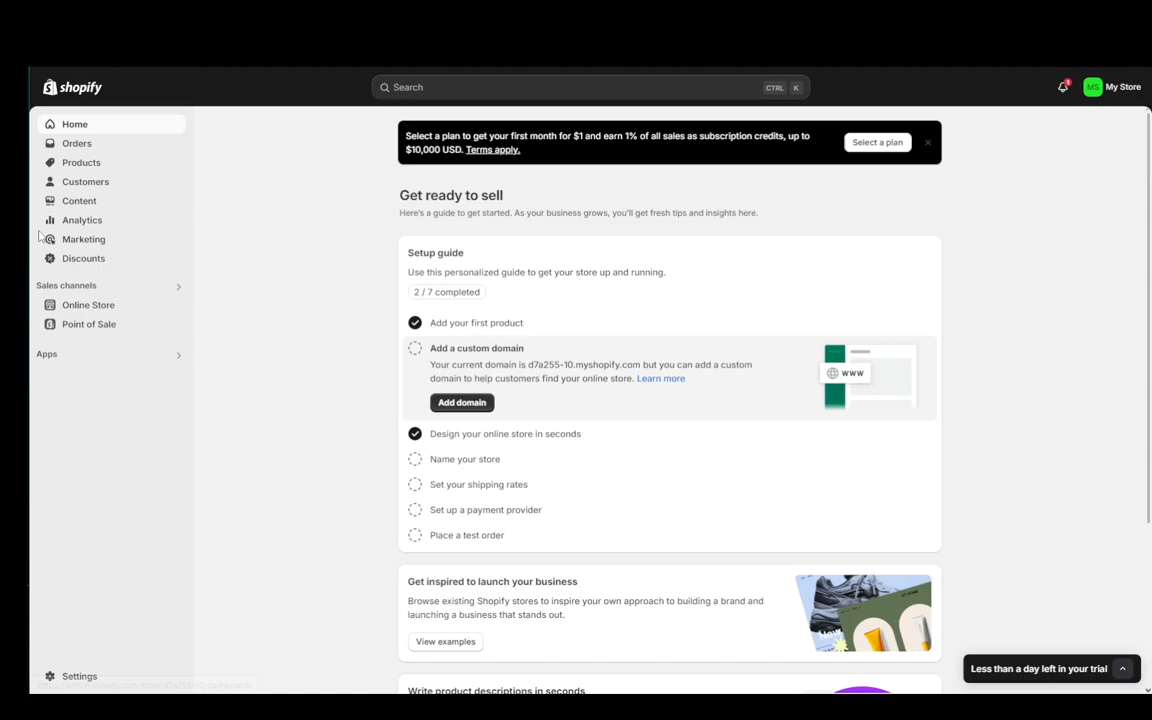 shopify
Search
CTRL K
1
MS
My Store
Home
Orders
Products
Customers
Content
Analytics
Marketing
Discounts
Sales channels
Online Store
Point of Sale
Apps
Settings
Select a plan to get your first month for $1 and earn 1% of all sales as subscription credits, up to
$10,000 USD. Terms apply.
Select a plan
Get ready to sell
Here's a guide to get started. As your business grows, you'll get fresh tips and insights here.
Setup guide
Use this personalized guide to get your store up and running.
2 / 7 completed
Add your first product
Add a custom domain
Your current domain is d7a255-10.myshopify.com but you can add a custom
domain to help customers find your online store. Learn more
Add domain
www
Design your online store in seconds
Name your store
Set your shipping rates
Set up a payment provider
Place a test order
Get inspired to launch your business
Browse existing Shopify stores to inspire your own approach to building a brand and
launching a business that stands out.
View examples
New
Write product descriptions in seconds
Less than a day left in your trial